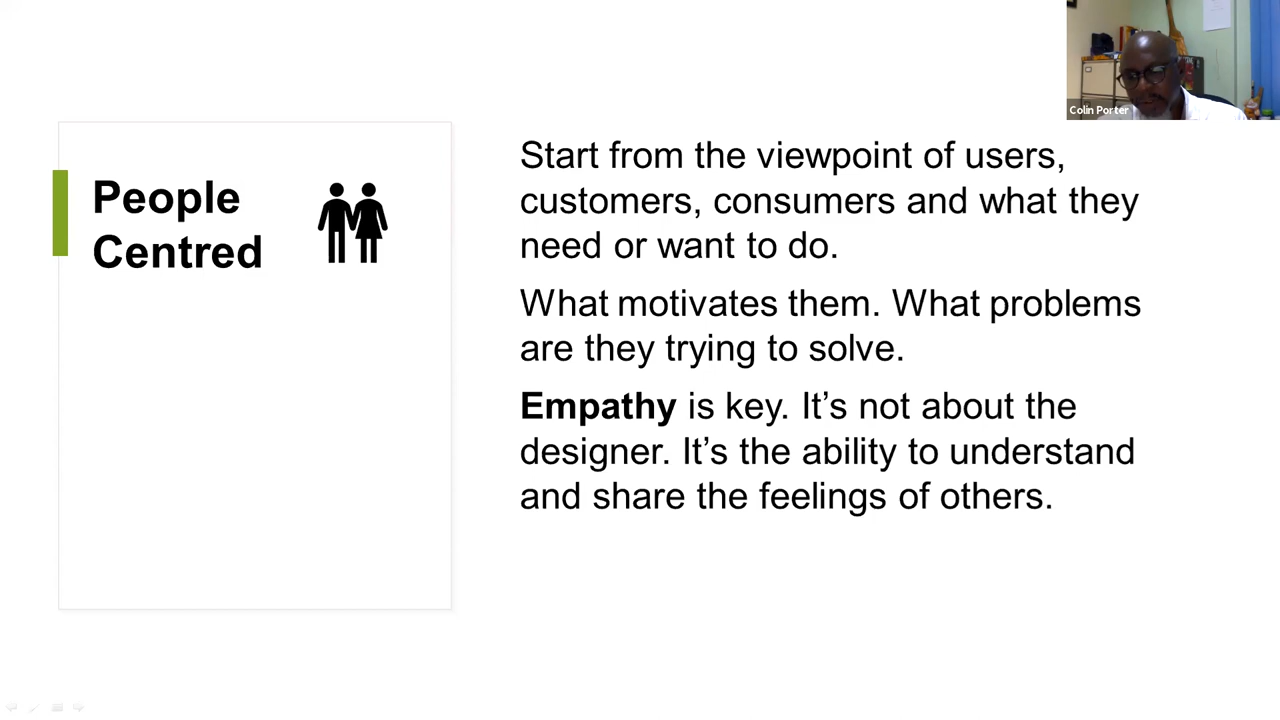 Colin Porter
People
Centred
Start from the viewpoint of users,
customers, consumers and what they
need or want to do.
What motivates them. What problems
are they trying to solve.
Empathy is key. It’s not about the
designer. It’s the ability to understand
and share the feelings of others.